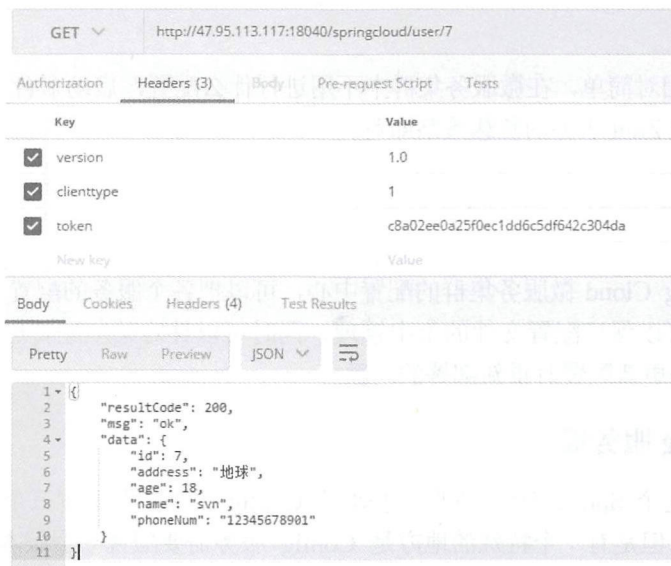 GET http://47.95.113.117:18040/springcloud/user/7
Authorization Headers (3) Body Pre-request Script Tests
Key Value
version 1.0
clienttype 1
token c8a02ee0a25f0ec1dd6c5df642c304da
New key Value
Body Cookies Headers (4) Test Results
Pretty Raw Preview JSON
1 {
2 "resultCode": 200,
3 "msg": "ok",
4 "data": {
5 "id": 7,
6 "address": "地球",
7 "age": 18,
8 "name": "svn",
9 "phoneNum": "12345678901"
10 }
11 }